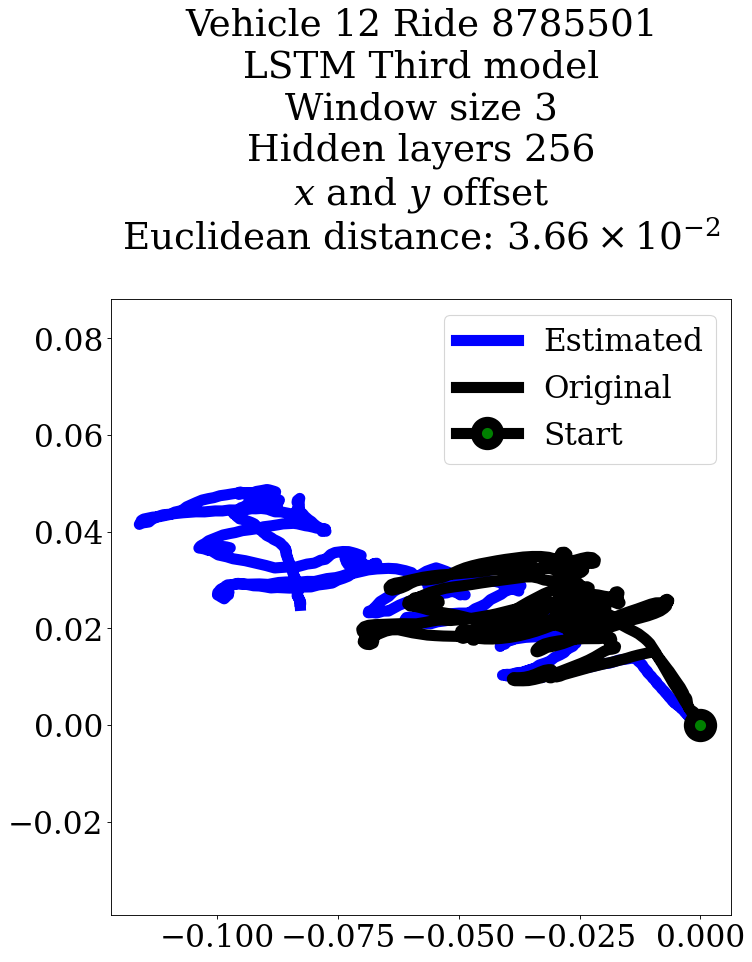 Vehicle 12 Ride 8785501
LSTM Third model
Window size 3
Hidden layers 256
x and y offset
Euclidean distance: 3.66 × 10⁻²
Estimated
Original
Start
0.08
0.06
0.04
0.02
0.00
−0.02
−0.100 −0.075 −0.050 −0.025 0.000